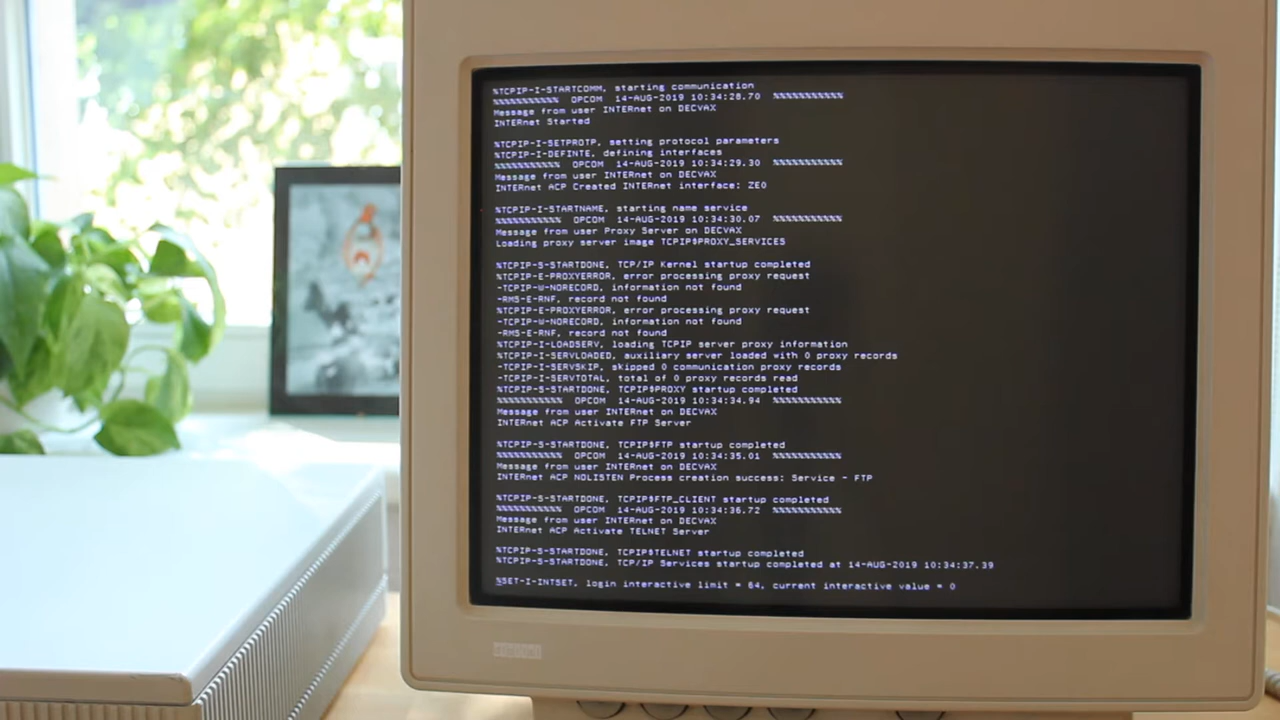 %TCPIP-I-STARTCOMM, starting communication
%%%%%%%%%%% OPCOM 14-AUG-2019 10:34:28.70 %%%%%%%%%%%
Message from user INTERnet on DECVAX
INTERnet Started
%TCPIP-I-SETPROTP, setting protocol parameters
%TCPIP-I-DEFINTE, defining interfaces
%%%%%%%%%%% OPCOM 14-AUG-2019 10:34:29.30 %%%%%%%%%%%
Message from user INTERnet on DECVAX
INTERnet ACP Created INTERnet interface: ZE0
%TCPIP-I-STARTNAME, starting name service
%%%%%%%%%%% OPCOM 14-AUG-2019 10:34:30.07 %%%%%%%%%%%
Message from user Proxy Server on DECVAX
Loading proxy server image TCPIP$PROXY_SERVICES
%TCPIP-S-STARTDONE, TCP/IP Kernel startup completed
%TCPIP-E-PROXYERROR, error processing proxy request
-TCPIP-W-NORECORD, information not found
-RMS-E-RNF, record not found
%TCPIP-E-PROXYERROR, error processing proxy request
-TCPIP-W-NORECORD, information not found
-RMS-E-RNF, record not found
%TCPIP-I-LOADSERV, loading TCPIP server proxy information
%TCPIP-I-SERVLOADED, auxiliary server loaded with 0 proxy records
-TCPIP-I-SERVSKIP, skipped 0 communication proxy records
-TCPIP-I-SERVTOTAL, total of 0 proxy records read
%TCPIP-S-STARTDONE, TCPIP$PROXY startup completed
%%%%%%%%%%% OPCOM 14-AUG-2019 10:34:34.94 %%%%%%%%%%%
Message from user INTERnet on DECVAX
INTERnet ACP Activate FTP Server
%TCPIP-S-STARTDONE, TCPIP$FTP startup completed
%%%%%%%%%%% OPCOM 14-AUG-2019 10:34:35.01 %%%%%%%%%%%
Message from user INTERnet on DECVAX
INTERnet ACP NOLISTEN Process creation success: Service - FTP
%TCPIP-S-STARTDONE, TCPIP$FTP_CLIENT startup completed
%%%%%%%%%%% OPCOM 14-AUG-2019 10:34:36.72 %%%%%%%%%%%
Message from user INTERnet on DECVAX
INTERnet ACP Activate TELNET Server
%TCPIP-S-STARTDONE, TCPIP$TELNET startup completed
%TCPIP-S-STARTDONE, TCP/IP Services startup completed at 14-AUG-2019 10:34:37.39
%SET-I-INTSET, login interactive limit = 64, current interactive value = 0
digital